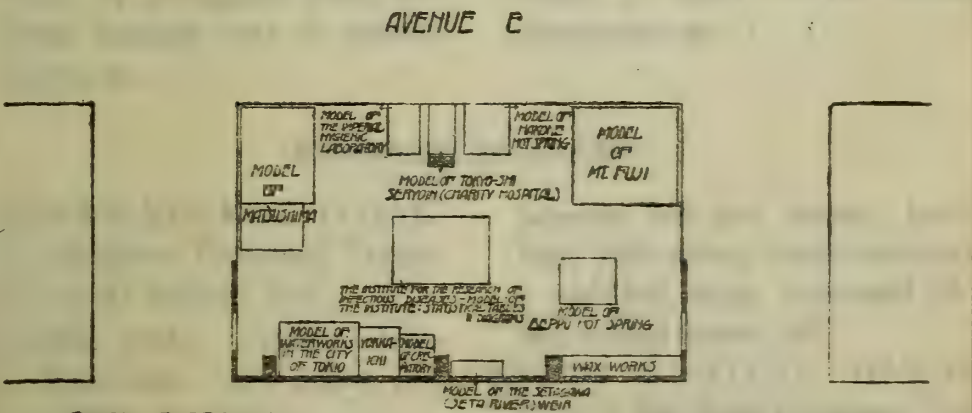 AVENUE E
MODEL OF
THE IMPERIAL
HYGIENIC
LABORATORY
MODEL OF
HAKONE
HOT SPRING
MODEL
OF
MATSUSHIMA
MODEL
OF
MT. FUJI
MODEL OF TOKYO-SHI
(CHARITY HOSPITAL)
THE INSTITUTE FOR THE RESEARCH OF
INFECTIOUS DISEASES - MODEL OF
THE INSTITUTE: STATISTICAL TABLES
& DIAGRAMS
MODEL OF
BEPPU HOT SPRING
MODEL OF
WATERWORKS
IN THE CITY
OF TOKIO
MODEL
WAX WORKS
MODEL OF THE SETAGAWA
(SETA RIVER) WEIR